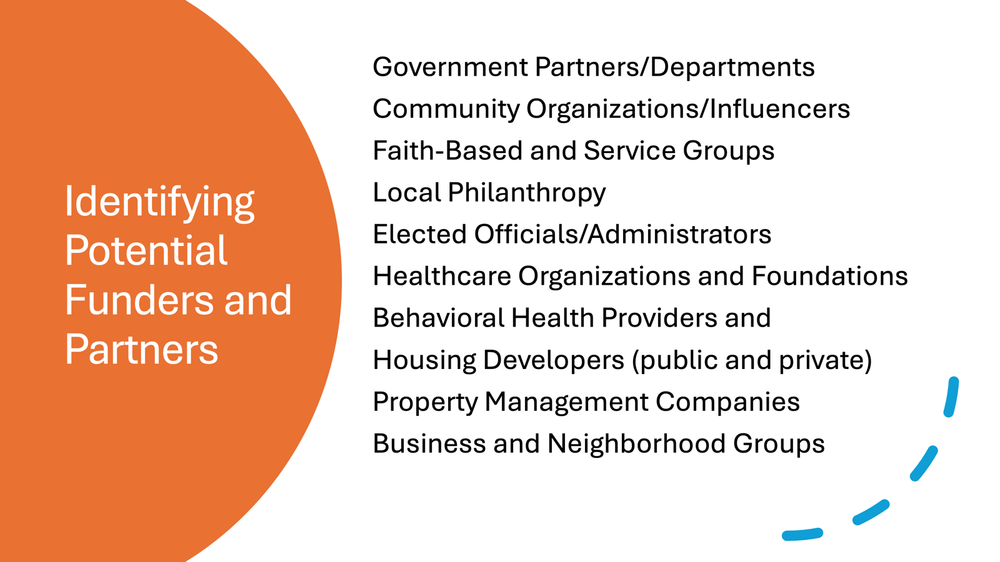 Identifying
Potential
Funders and
Partners
Government Partners/Departments
Community Organizations/Influencers
Faith-Based and Service Groups
Local Philanthropy
Elected Officials/Administrators
Healthcare Organizations and Foundations
Behavioral Health Providers and
Housing Developers (public and private)
Property Management Companies
Business and Neighborhood Groups